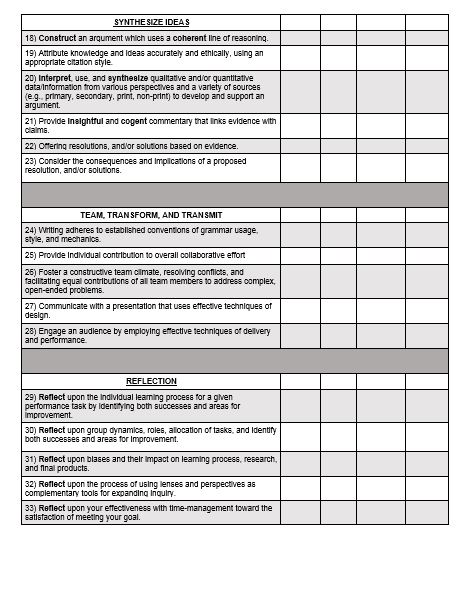 SYNTHESIZE IDEAS
18) Construct an argument which uses a coherent line of reasoning.
19) Attribute knowledge and ideas accurately and ethically, using an
appropriate citation style.
20) Interpret, use, and synthesize qualitative and/or quantitative
data/information from various perspectives and a variety of sources
(e.g., primary, secondary, print, non-print) to develop and support an
argument.
21) Provide insightful and cogent commentary that links evidence with
claims.
22) Offering resolutions, and/or solutions based on evidence.
23) Consider the consequences and implications of a proposed
resolution, and/or solutions.
TEAM, TRANSFORM, AND TRANSMIT
24) Writing adheres to established conventions of grammar usage,
style, and mechanics.
25) Provide individual contribution to overall collaborative effort
26) Foster a constructive team climate, resolving conflicts, and
facilitating equal contributions of all team members to address complex,
open-ended problems.
27) Communicate with a presentation that uses effective techniques of
design.
28) Engage an audience by employing effective techniques of delivery
and performance.
REFLECTION
29) Reflect upon the individual learning process for a given
performance task by identifying both successes and areas for
improvement.
30) Reflect upon group dynamics, roles, allocation of tasks, and identify
both successes and areas for improvement.
31) Reflect upon biases and their impact on learning process, research,
and final products.
32) Reflect upon the process of using lenses and perspectives as
complementary tools for expanding inquiry.
33) Reflect upon your effectiveness with time-management toward the
satisfaction of meeting your goal.